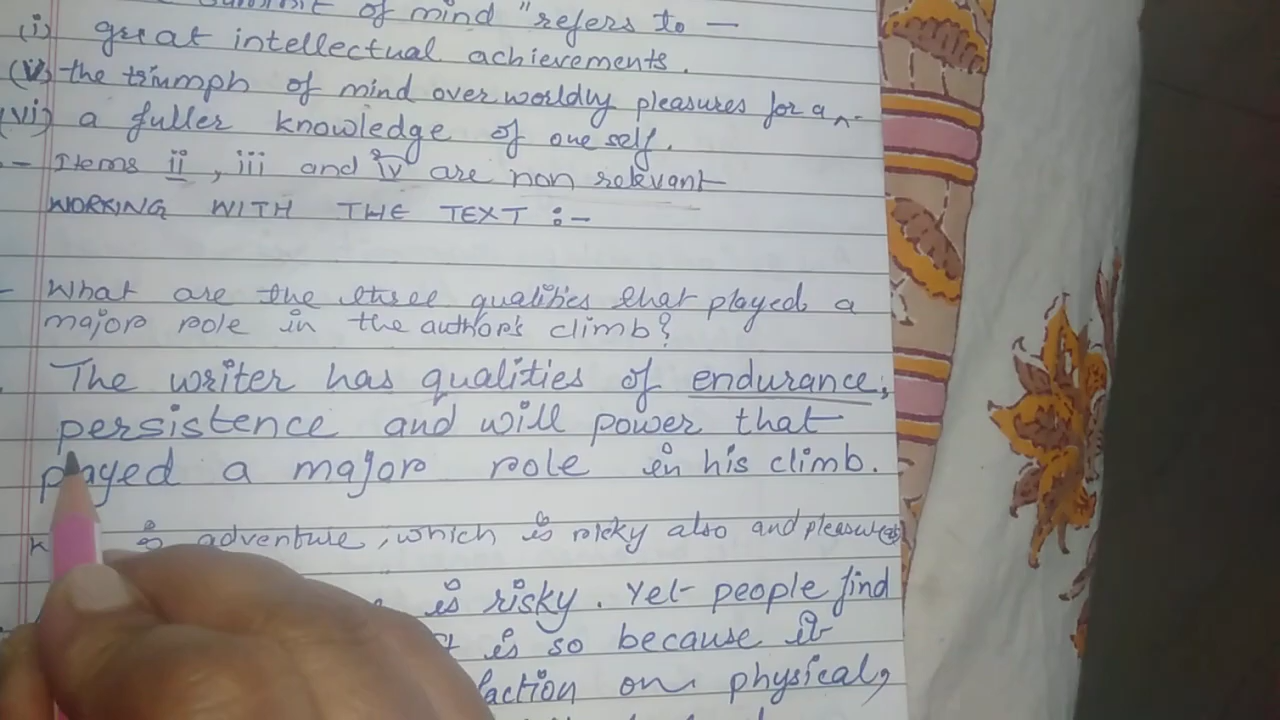 of mind "refers to —
(i) great intellectual achievements.
(v) the triumph of mind over worldly pleasures for a
(vi) a fuller knowledge of oneself.
- Items ii, iii and iv are non relevant
WORKING WITH THE TEXT :-
- What are the three qualities that played a
major role in the author's climb?
The writer has qualities of endurance,
persistence and will power that
played a major role in his climb.
is adventure, which is risky also and
is risky. Yet people find
is so because it
on physical,